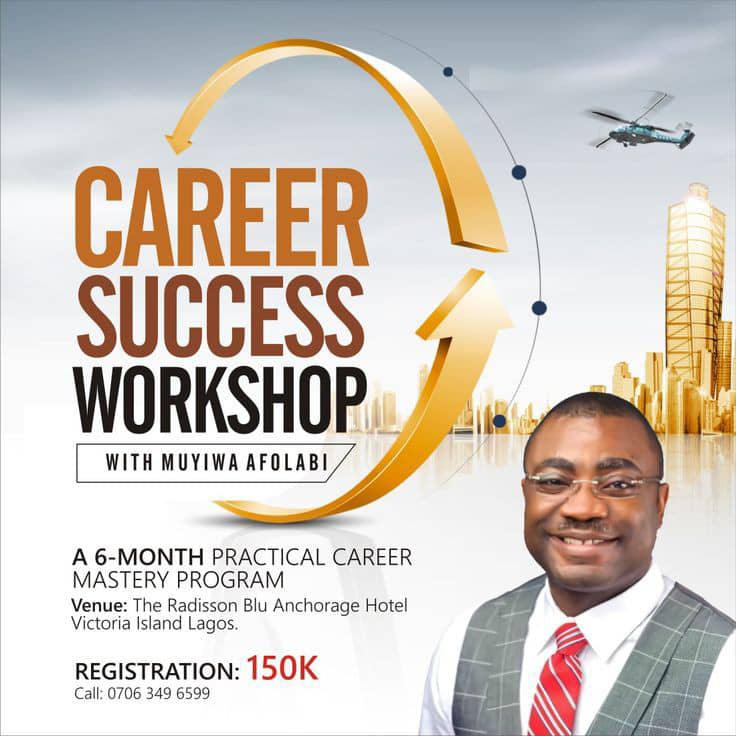 CAREER
SUCCESS
WORKSHOP
WITH MUYIWA AFOLABI
A 6-MONTH PRACTICAL CAREER
MASTERY PROGRAM
Venue: The Radisson Blu Anchorage Hotel
Victoria Island Lagos.
REGISTRATION: 150K
Call: 0706 349 6599